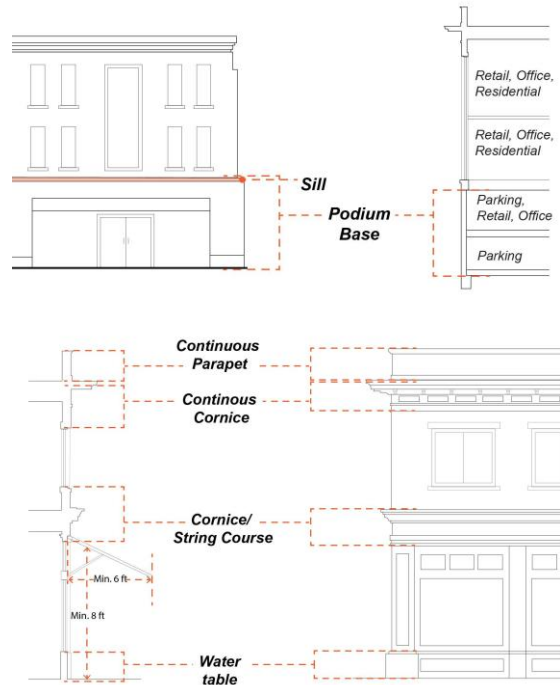 Retail, Office,
Residential
Retail, Office,
Residential
Sill
Podium
Base
Parking,
Retail, Office
Parking
Continuous
Parapet
Continous
Cornice
Cornice/
String Course
Min. 6 ft
Min. 8 ft
Water
table